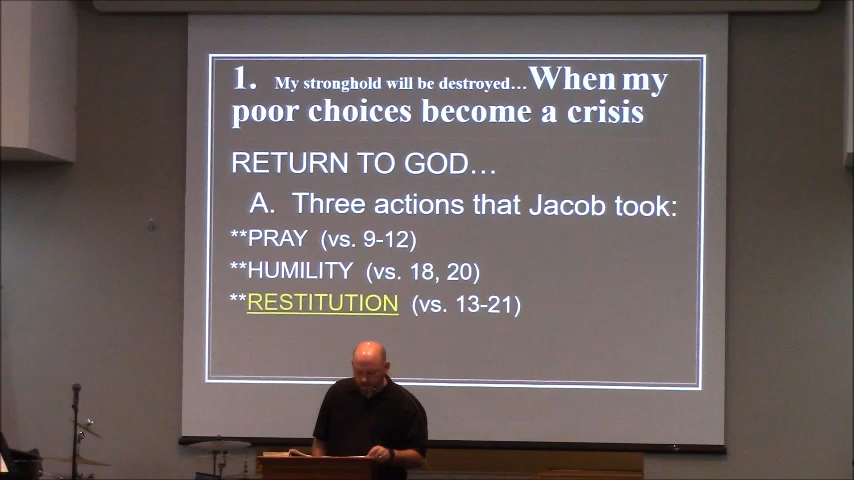 1. My stronghold will be destroyed... When my
poor choices become a crisis
RETURN TO GOD...
A. Three actions that Jacob took:
**PRAY (vs. 9-12)
**HUMILITY (vs. 18, 20)
**RESTITUTION (vs. 13-21)